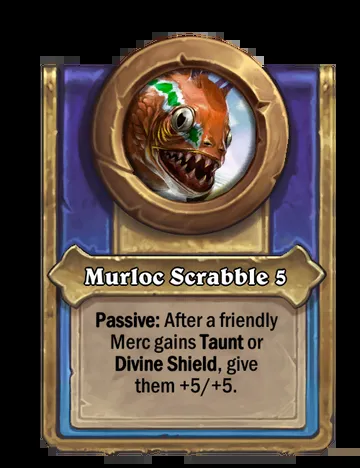 Murloc Scrabble 5
Passive: After a friendly
Merc gains Taunt or
Divine Shield, give
them +5/+5.